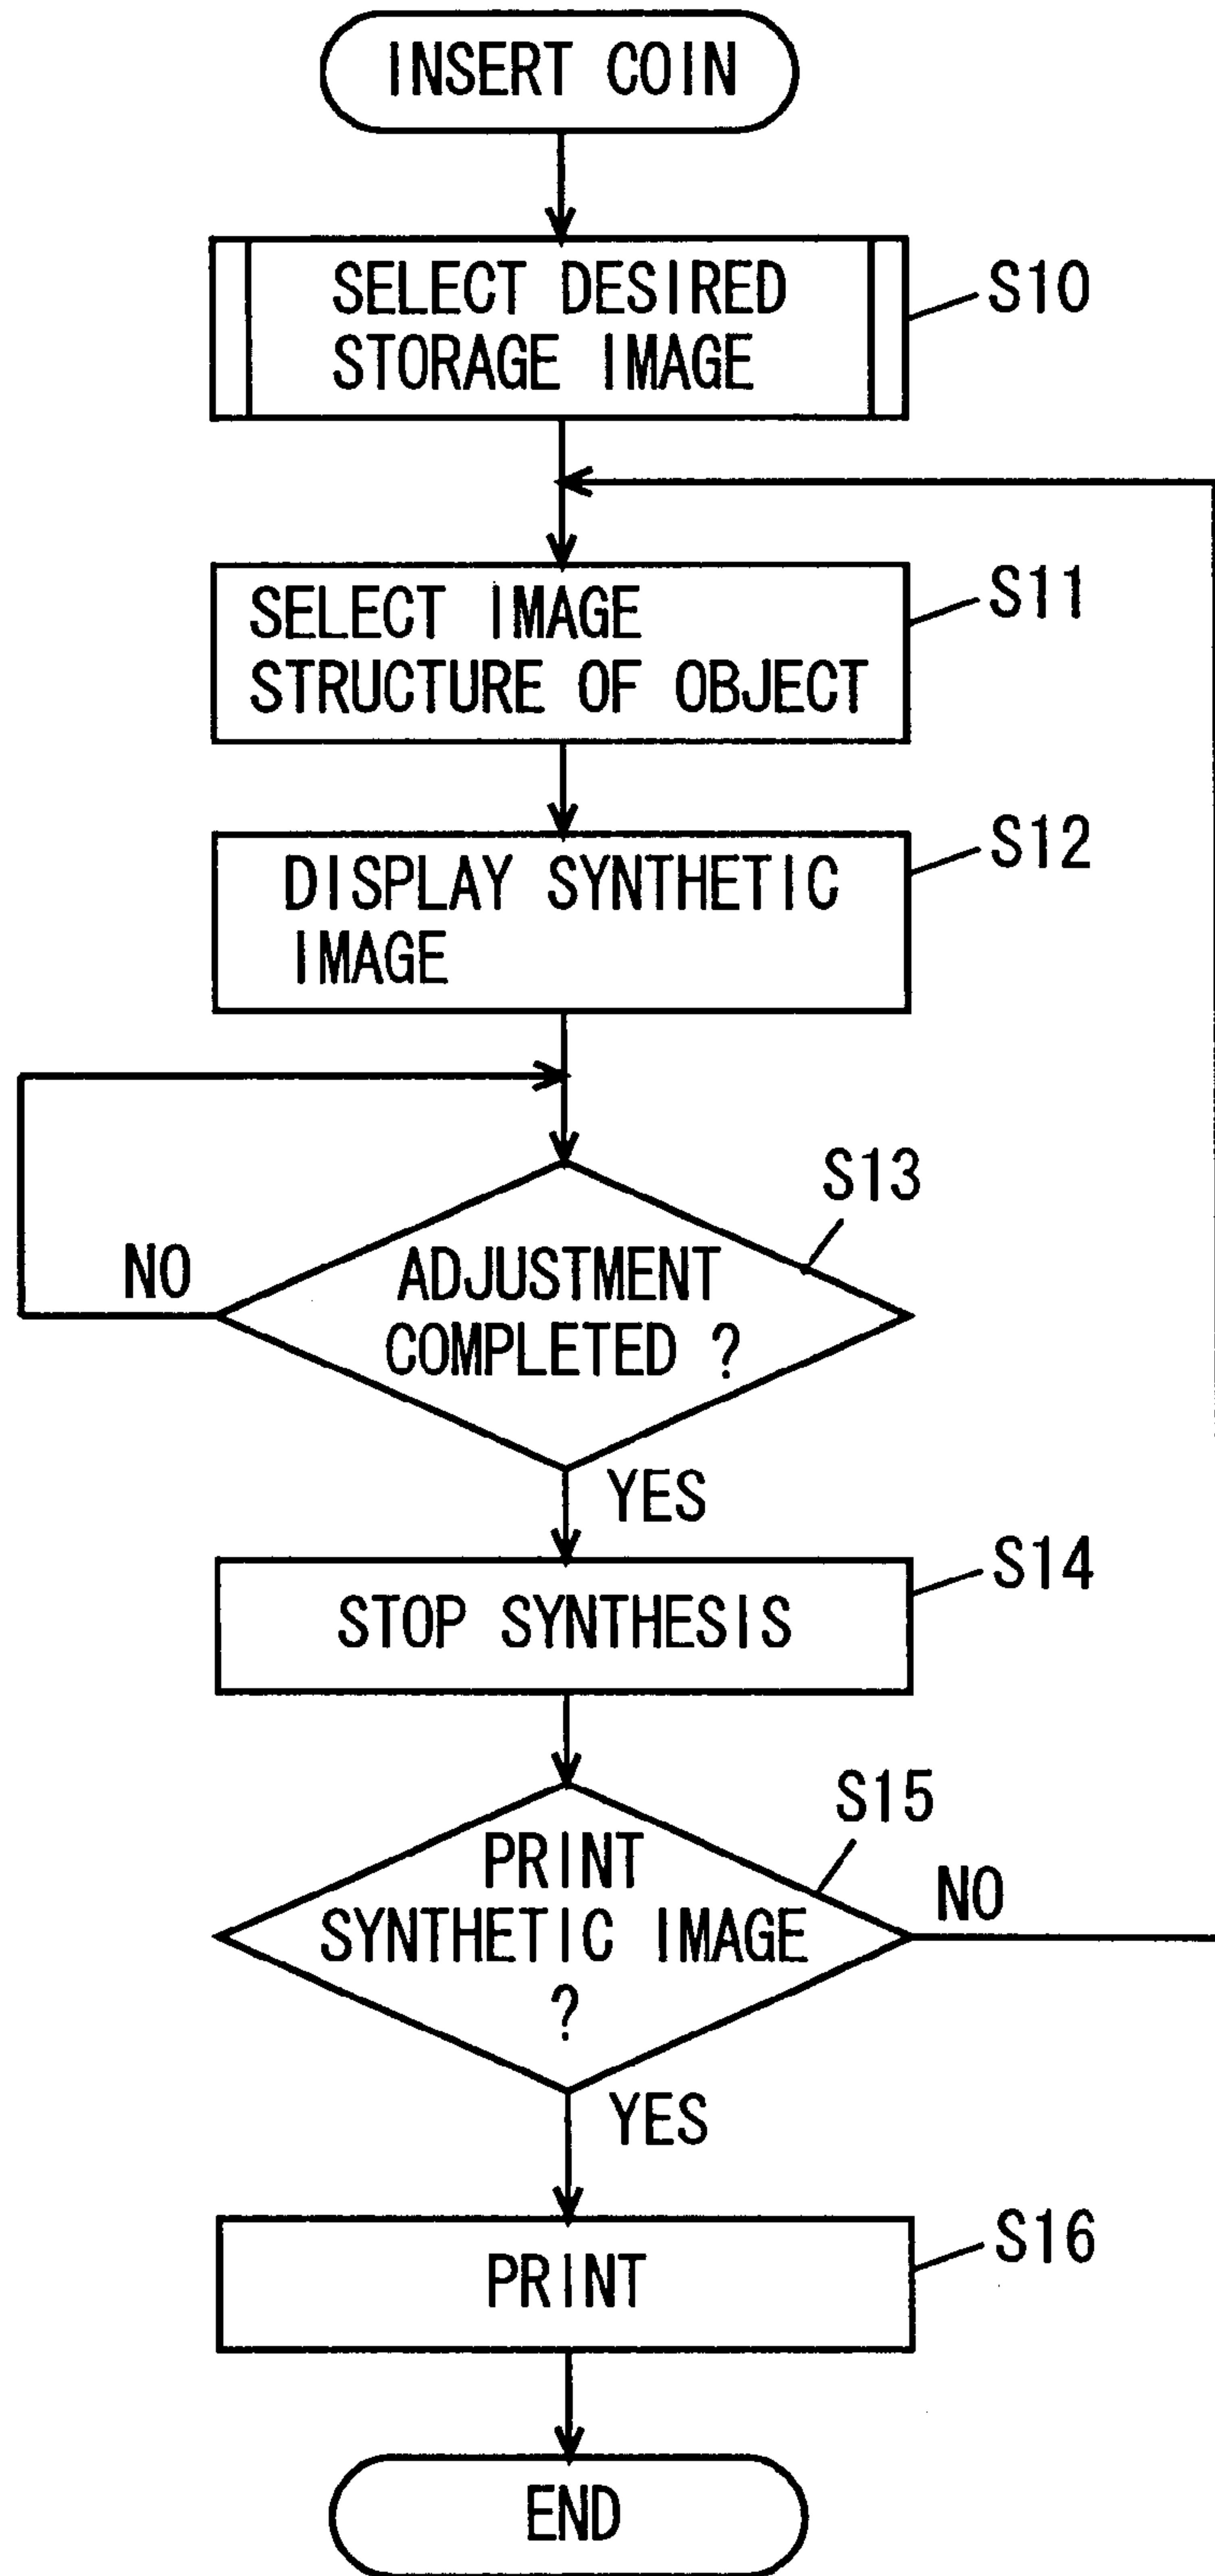 INSERT COIN
SELECT DESIRED
STORAGE IMAGE
S10
SELECT IMAGE
STRUCTURE OF OBJECT
S11
DISPLAY SYNTHETIC
IMAGE
S12
S13
NO
ADJUSTMENT
COMPLETED ?
YES
STOP SYNTHESIS
S14
S15
PRINT
SYNTHETIC IMAGE
?
NO
YES
PRINT
S16
END